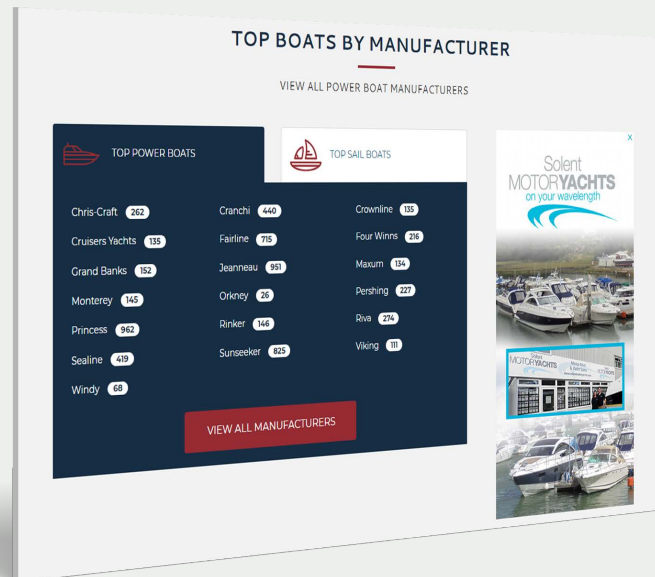 TOP BOATS BY MANUFACTURER
VIEW ALL POWER BOAT MANUFACTURERS
TOP POWER BOATS
TOP SAIL BOATS
Chris-Craft 262
Cruisers Yachts 135
Grand Banks 152
Monterey 145
Princess 962
Sealine 419
Windy 68
Cranchi 440
Fairline 715
Jeanneau 951
Orkney 26
Rinker 146
Sunseeker 825
Crownline 135
Four Winns 216
Maxum 134
Pershing 227
Riva 274
Viking 111
VIEW ALL MANUFACTURERS
X
Solent
MOTORYACHTS
on your wavelength
Solent
MOTORYACHTS